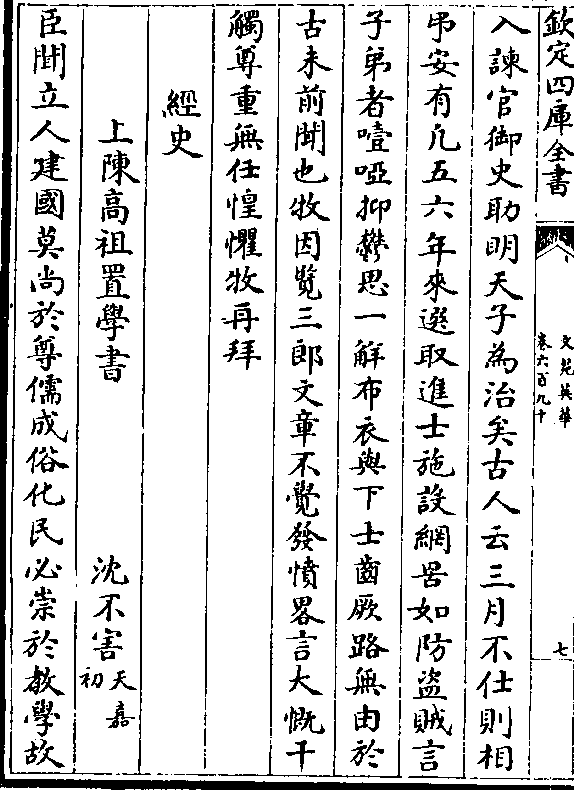 欽定四庫全書
文苑英華
卷六百九十
七
入諫官御史助明天子為治矣古人云三月不仕則相
弔安有凡五六年來選取進士施設網罟如防盜賊言
子弟者噎啞抑鬱思一解布衣與下士齒厥路無由於
古未前聞也牧因覽三郎文章不覺發憤畧言大慨干
觸尊重無任惶懼牧再拜
經史
上陳高祖置學書
沈不害天嘉初
臣聞立人建國莫尚於尊儒成俗化民必崇於教學故